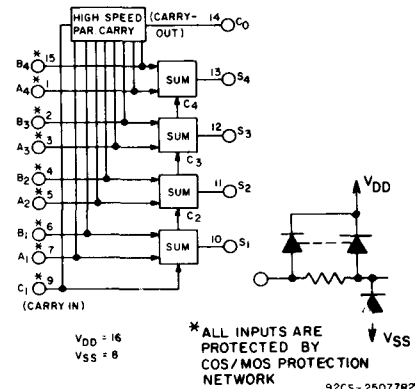 HIGH SPEED
PAR. CARRY
(CARRY-
OUT)
14
C0
*
B4 15
A4 1
SUM
13
S4
C4
*
B3 2
A3 3
SUM
12
S3
C3
*
B2 4
A2 5
SUM
11
S2
C2
*
B1 6
A1 7
SUM
10
S1
*
C1 9
(CARRY IN)
VDD = 16
VSS = 8
VDD
VSS
* ALL INPUTS ARE
PROTECTED BY
COS/MOS PROTECTION
NETWORK
92CS-25077R2